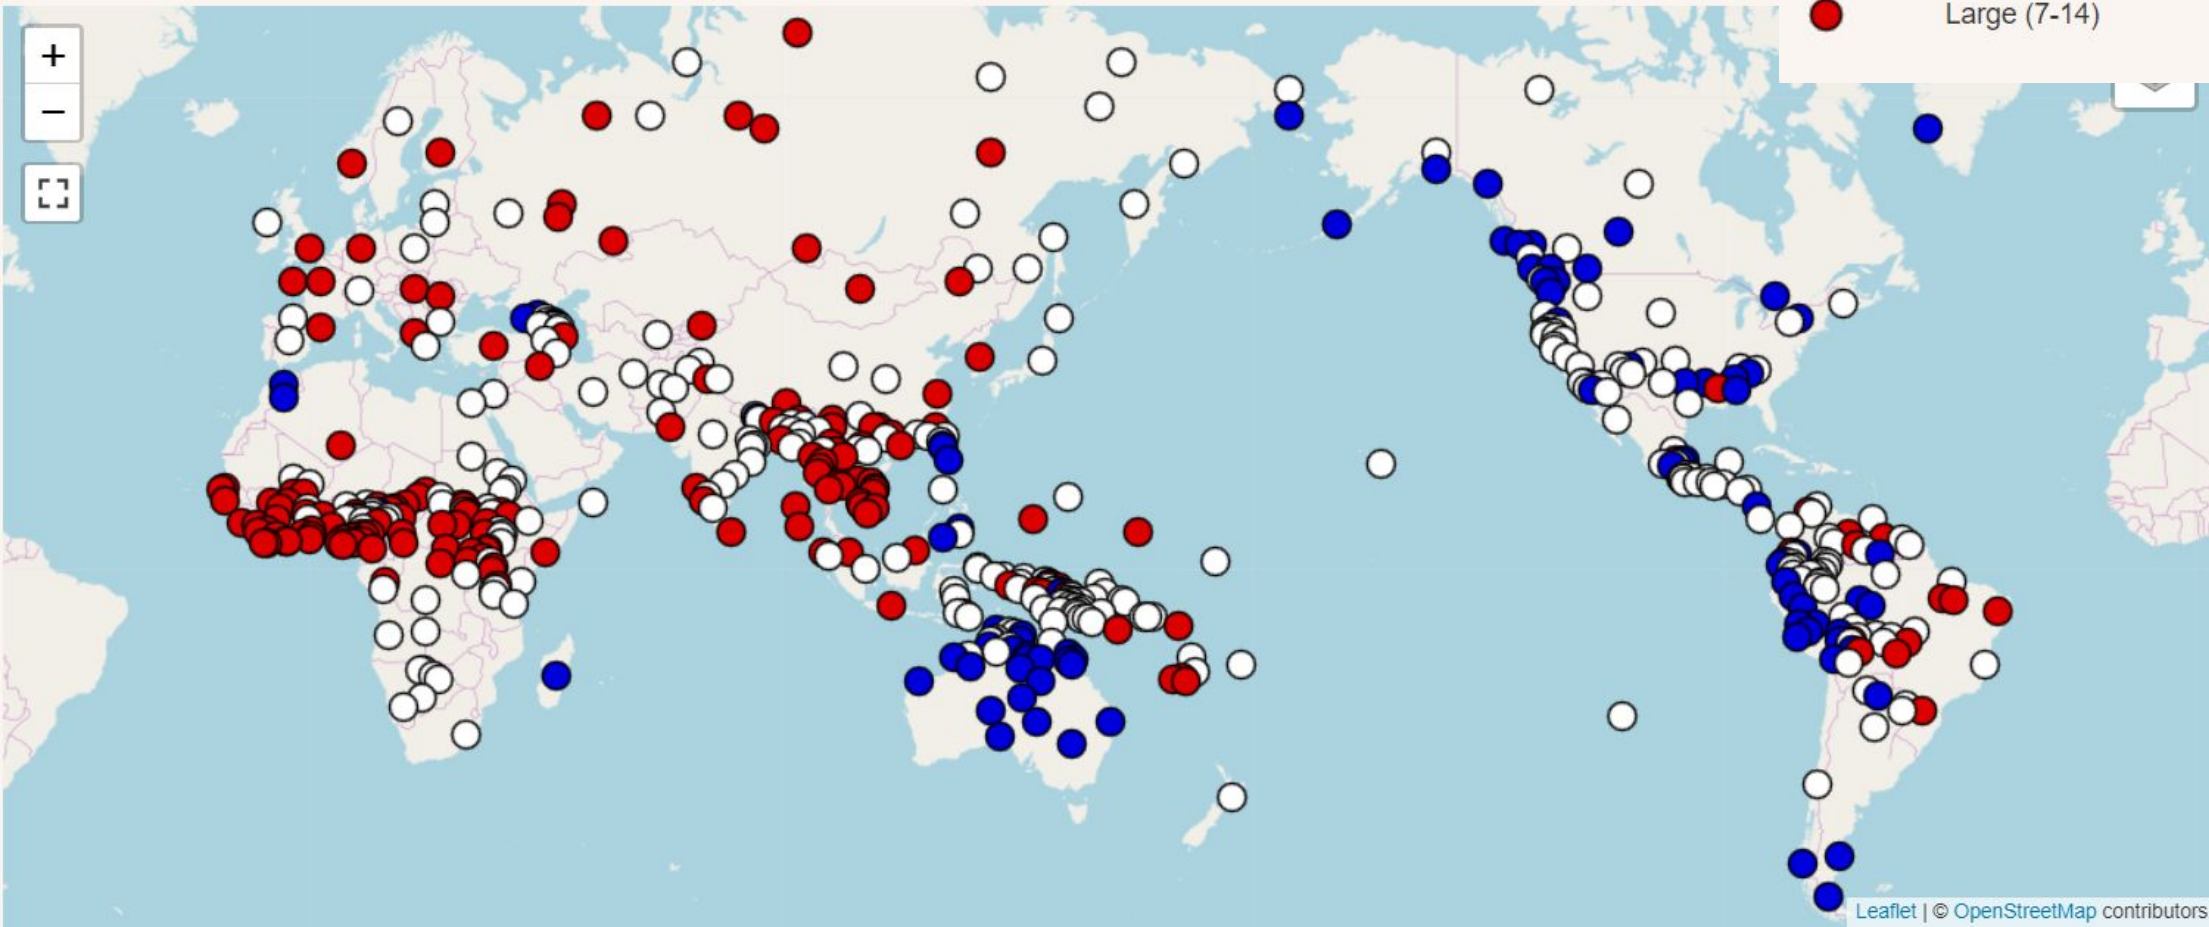 Large (7-14)
+
−
Leaflet | © OpenStreetMap contributors